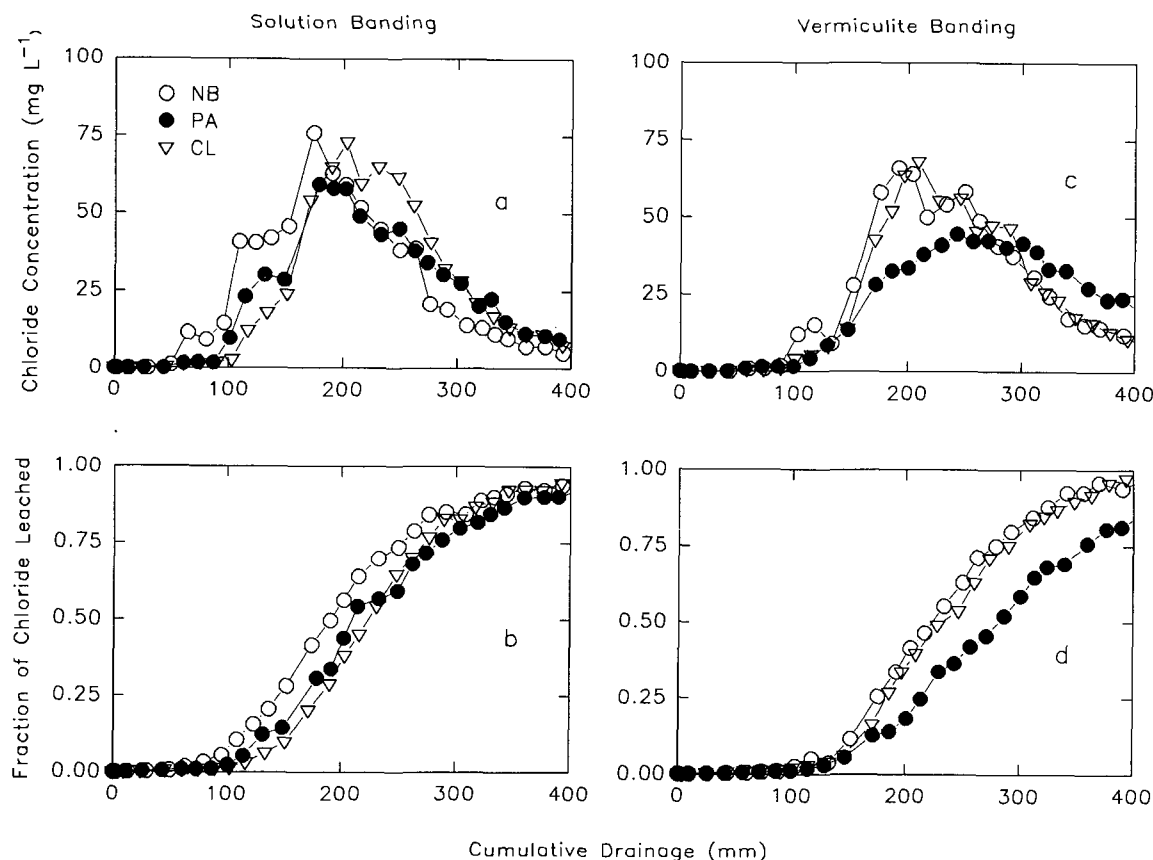 Solution Banding
Vermiculite Banding
Chloride Concentration (mg L⁻¹)
100
75
50
25
0
NB
PA
CL
a
0 100 200 300 400
100
75
50
25
0
c
0 100 200 300 400
Fraction of Chloride Leached
1.00
0.75
0.50
0.25
0.00
b
0 100 200 300 400
1.00
0.75
0.50
0.25
0.00
d
0 100 200 300 400
Cumulative Drainage (mm)